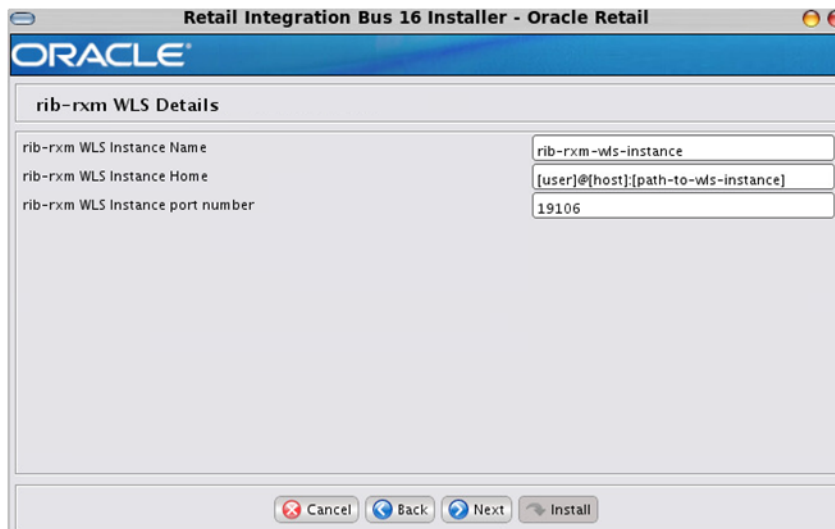 Retail Integration Bus 16 Installer - Oracle Retail
ORACLE
rib-rxm WLS Details
rib-rxm WLS Instance Name rib-rxm-wls-instance
rib-rxm WLS Instance Home [user]@[host]:[path-to-wls-instance]
rib-rxm WLS Instance port number 19106
Cancel Back Next Install